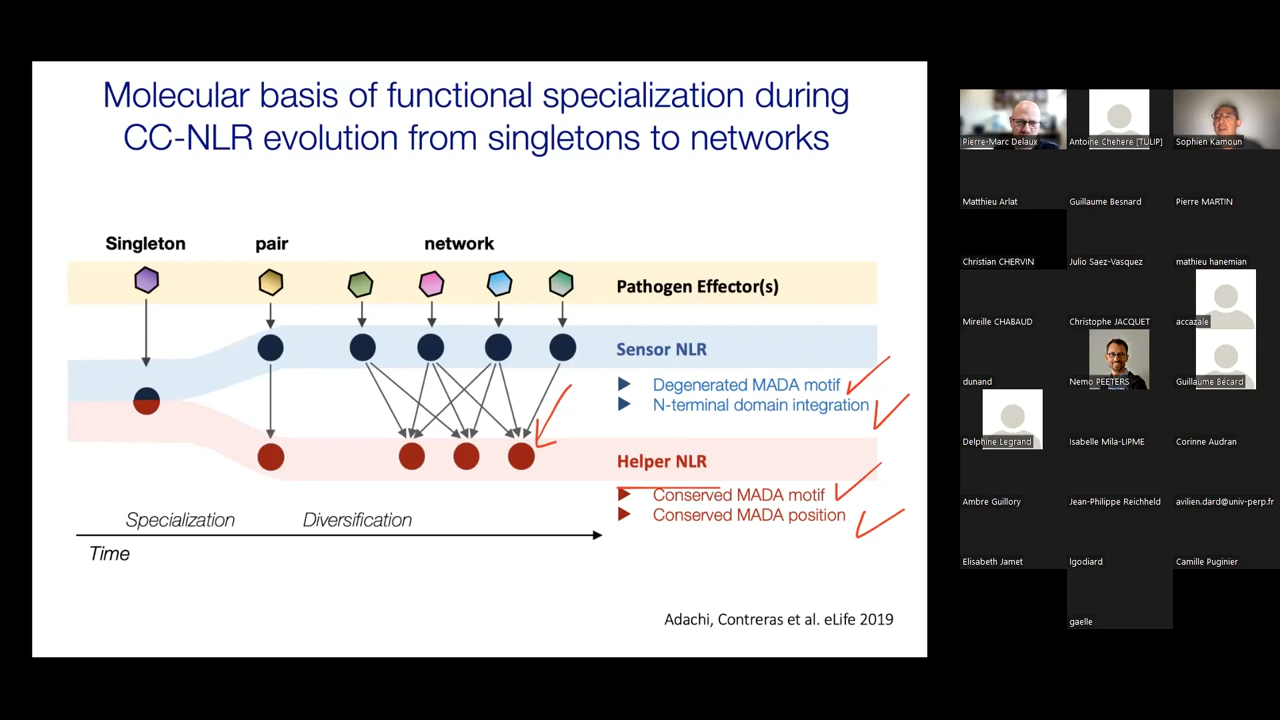 Molecular basis of functional specialization during
CC-NLR evolution from singletons to networks
Singleton pair network
Pathogen Effector(s)
Sensor NLR
Degenerated MADA motif
N-terminal domain integration
Helper NLR
Conserved MADA motif
Conserved MADA position
Specialization Diversification
Time
Adachi, Contreras et al. eLife 2019
Pierre-Marc Delaux Antoine Chehere [TULIP] Sophien Kamoun
Matthieu Arlat Guillaume Besnard Pierre MARTIN
Christian CHERVIN Julio Saez-Vasquez mathieu hanemian
Mireille CHABAUD Christophe JACQUET accazale
dunand Nemo PEETERS Guillaume Bécard
Delphine Legrand Isabelle Mila-LIPME Corinne Audran
Ambre Guillory Jean-Philippe Reichheld avilien.dard@univ-perp.fr
Elisabeth Jamet lgodiard Camille Puginier
gaelle